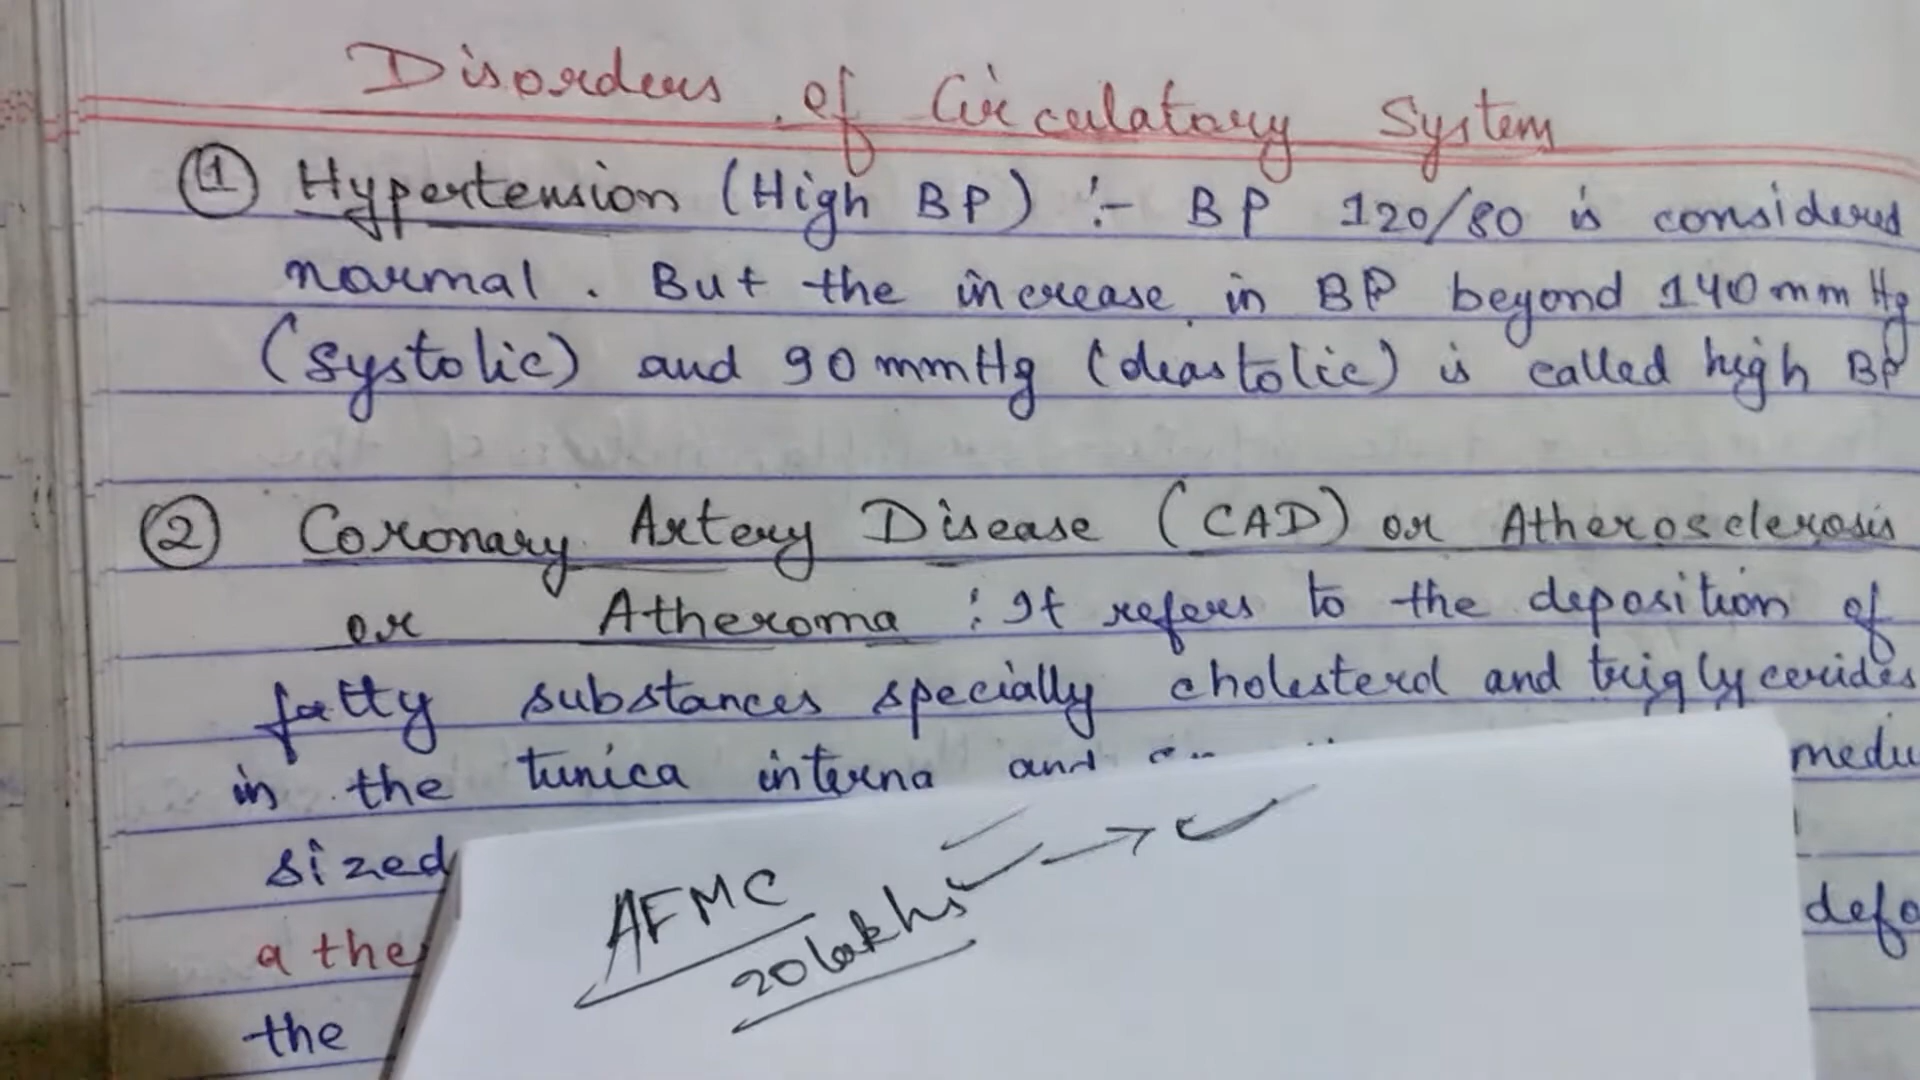 Disorders of Circulatory System
① Hypertension (High BP) :- BP 120/80 is considered
normal. But the increase in BP beyond 140 mm Hg
(systolic) and 90 mmHg (diastolic) is called high BP
② Coronary Artery Disease (CAD) or Atherosclerosis
or Atheroma : It refers to the deposition of
fatty substances specially cholesterol and triglycerides
in the tunica interna and
sized
a the
the
AFMC
20 lakhs